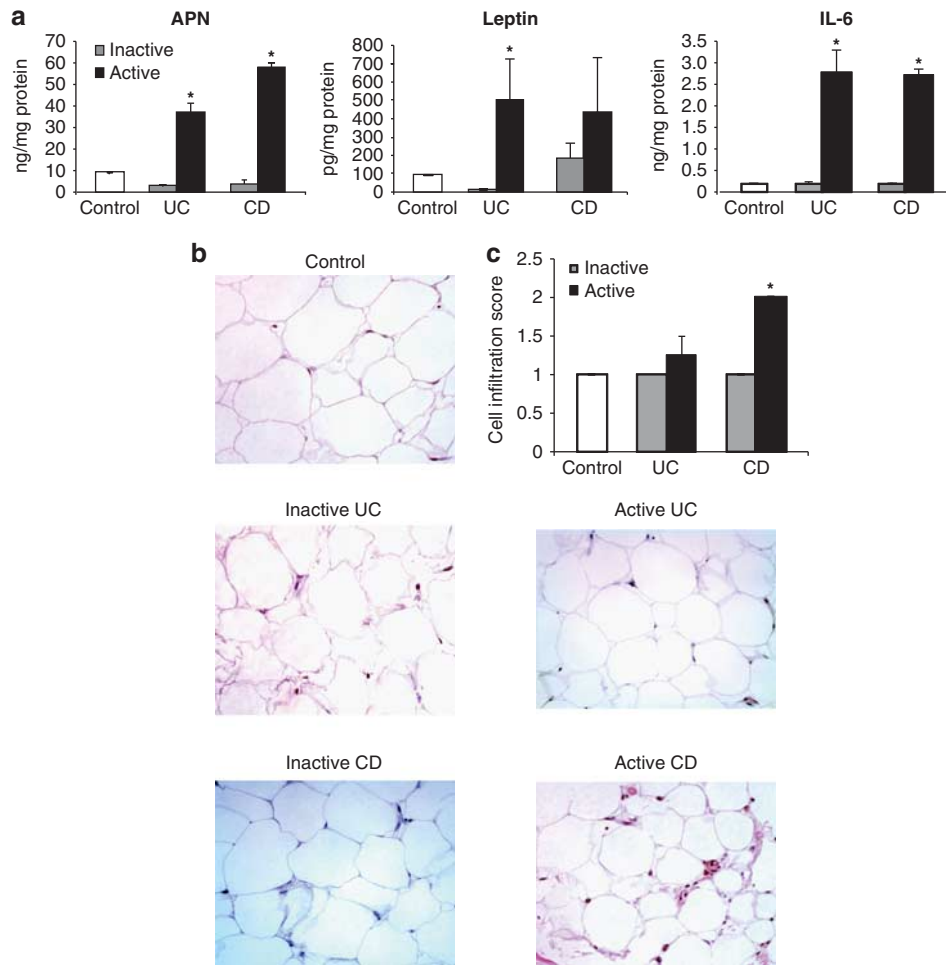 a
APN
ng/mg protein
70
60
50
40
30
20
10
0
Inactive
Active
*
*
Control
UC
CD
Leptin
pg/mg protein
800
700
600
500
400
300
200
100
0
*
Control
UC
CD
IL-6
ng/mg protein
3.5
3.0
2.5
2.0
1.5
1.0
0.5
0
*
*
Control
UC
CD
b
Control
c
Cell infiltration score
2.5
2
1.5
1
0.5
0
Inactive
Active
*
Control
UC
CD
Inactive UC
Active UC
Inactive CD
Active CD